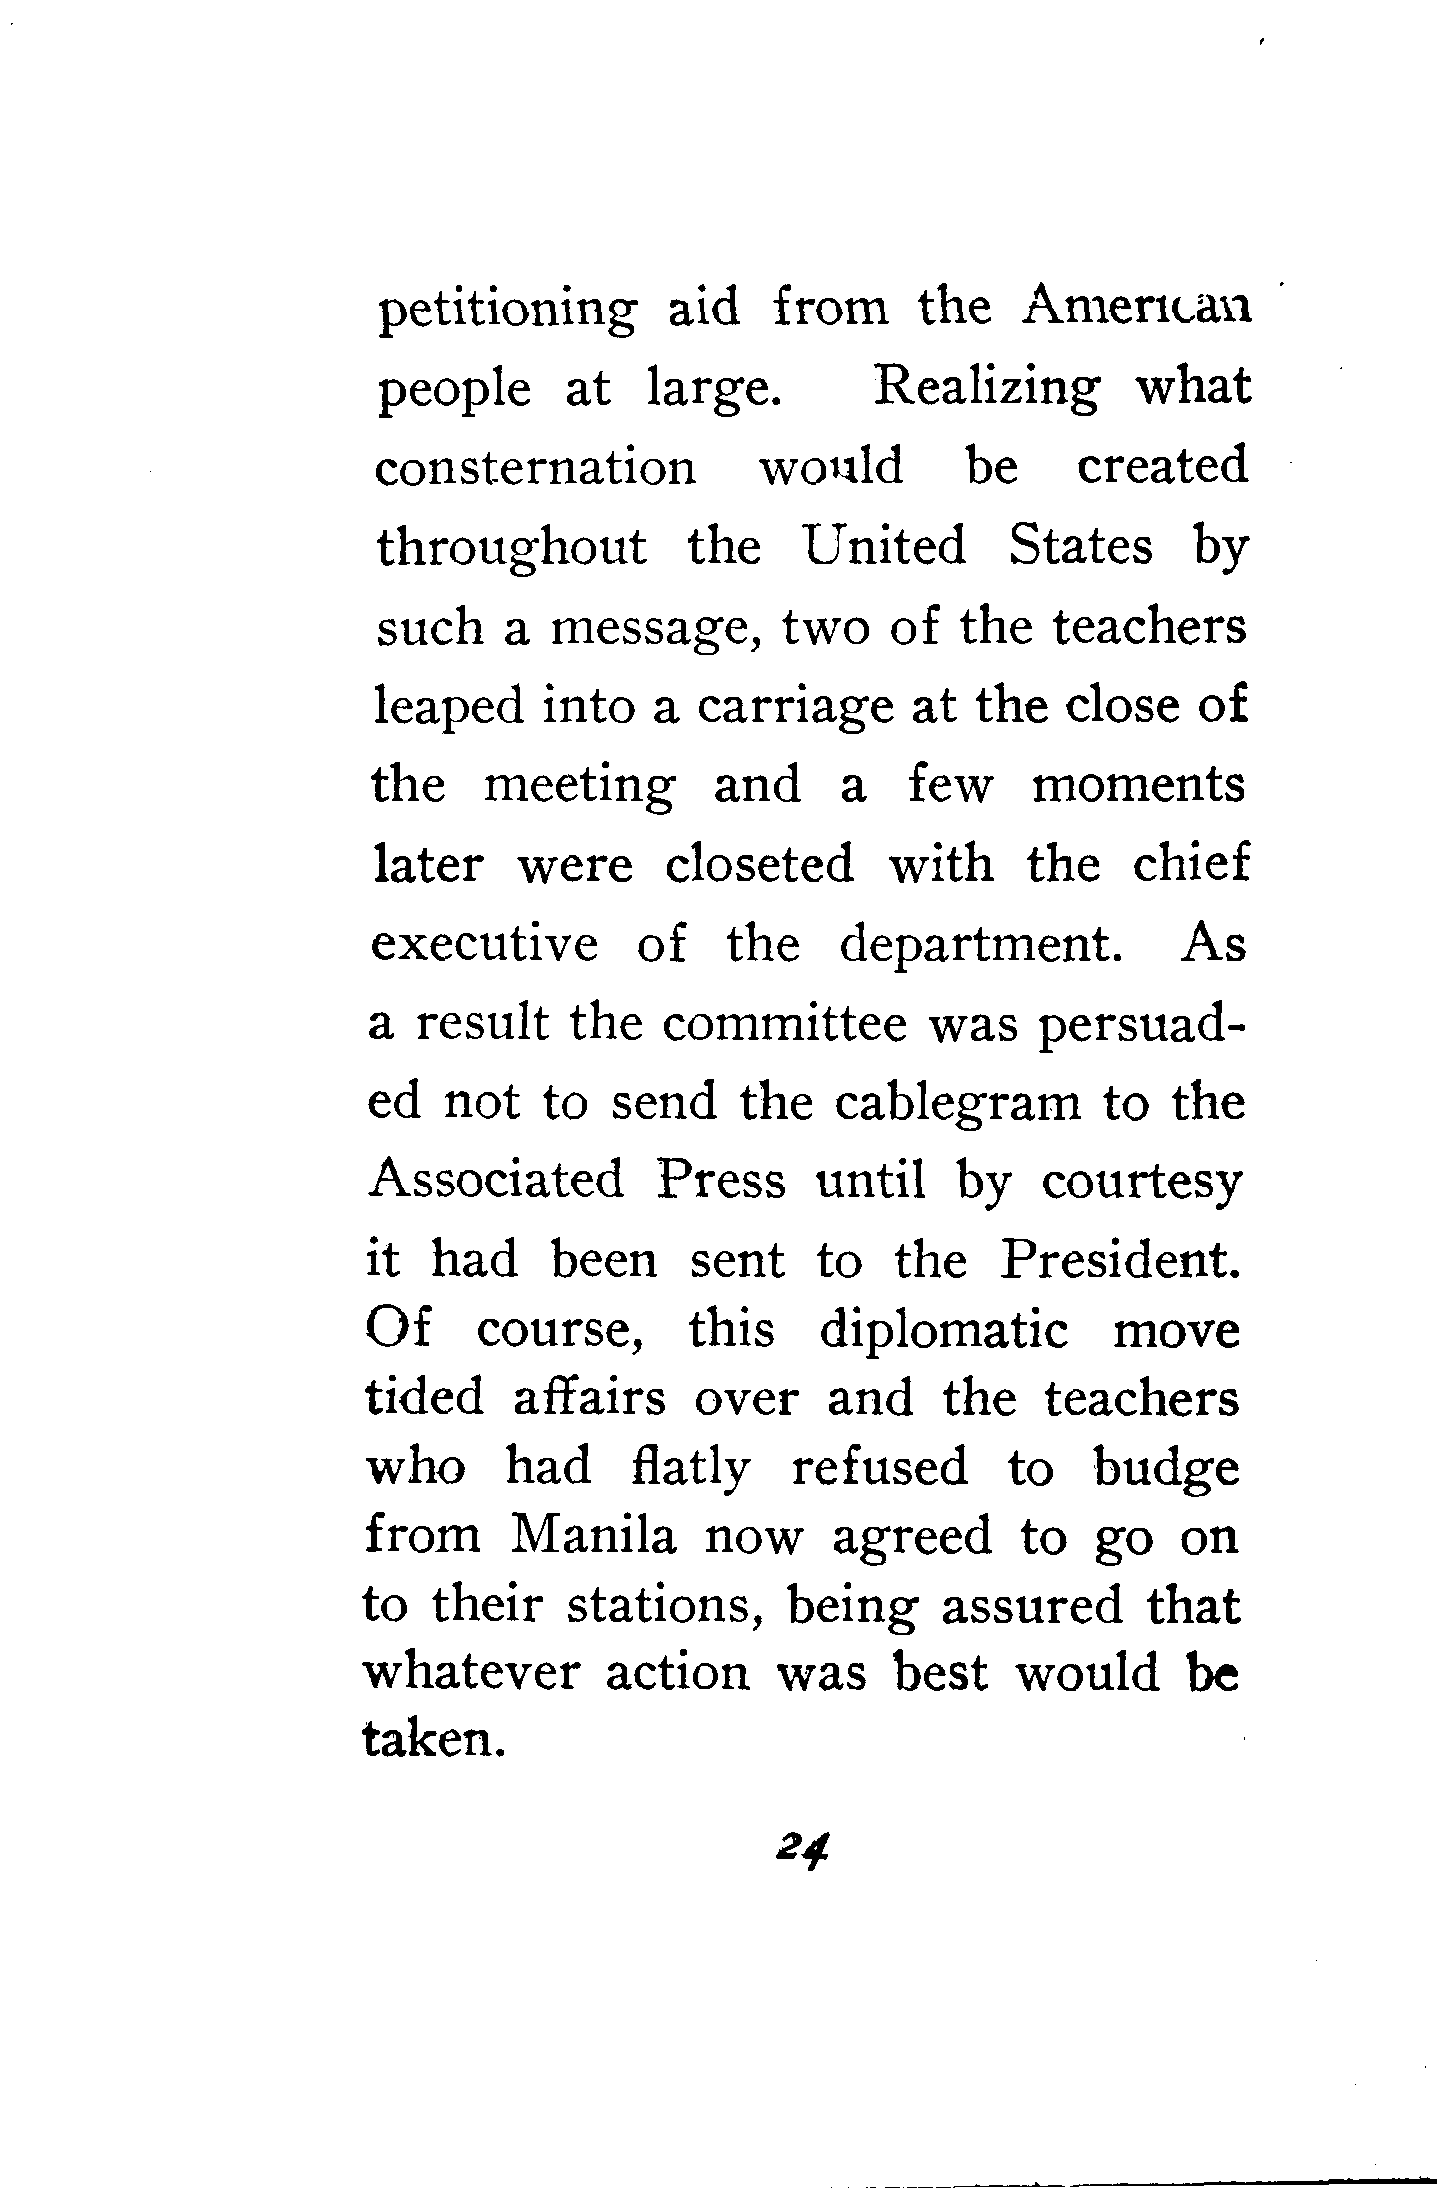 petitioning aid from the American
people at large. Realizing what
consternation would be created
throughout the United States by
such a message, two of the teachers
leaped into a carriage at the close of
the meeting and a few moments
later were closeted with the chief
executive of the department. As
a result the committee was persuad-
ed not to send the cablegram to the
Associated Press until by courtesy
it had been sent to the President.
Of course, this diplomatic move
tided affairs over and the teachers
who had flatly refused to budge
from Manila now agreed to go on
to their stations, being assured that
whatever action was best would be
taken.
24